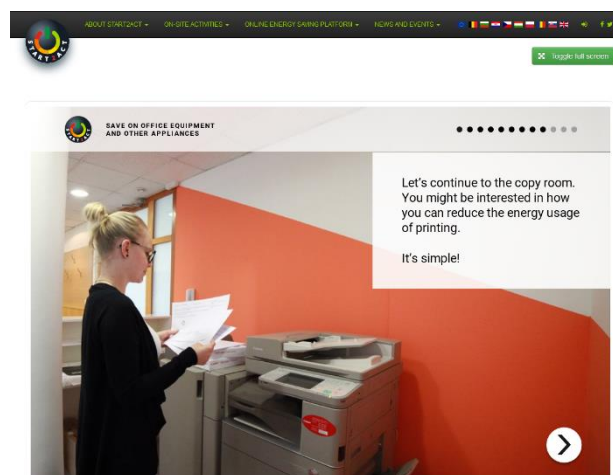 ABOUT START2ACT
ON-SITE ACTIVITIES
ONLINE ENERGY SAVING PLATFORM
NEWS AND EVENTS
START2ACT
Toggle full screen
SAVE ON OFFICE EQUIPMENT
AND OTHER APPLIANCES
Let's continue to the copy room.
You might be interested in how
you can reduce the energy usage
of printing.
It's simple!